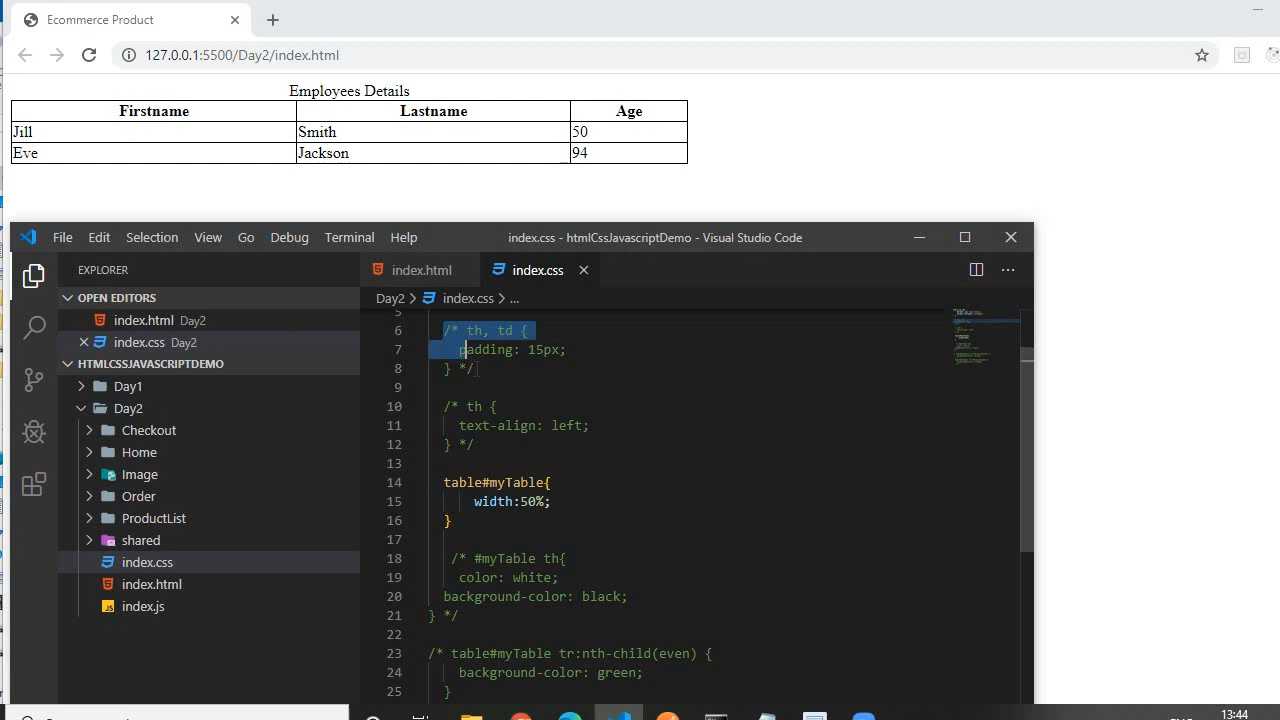 Ecommerce Product
127.0.0.1:5500/Day2/index.html
Employees Details
Firstname Lastname Age
Jill Smith 50
Eve Jackson 94
File Edit Selection View Go Debug Terminal Help index.css - htmlCssJavascriptDemo - Visual Studio Code
EXPLORER
OPEN EDITORS
index.html Day2
index.css Day2
HTMLCSSJAVASCRIPTDEMO
Day1
Day2
Checkout
Home
Image
Order
ProductList
shared
index.css
index.html
index.js
index.html index.css
Day2 > index.css > ...
5
6 /* th, td {
7 padding: 15px;
8 } */
9
10 /* th {
11 text-align: left;
12 } */
13
14 table#myTable{
15 width:50%;
16 }
17
18 /* #myTable th{
19 color: white;
20 background-color: black;
21 } */
22
23 /* table#myTable tr:nth-child(even) {
24 background-color: green;
25 }
13:44